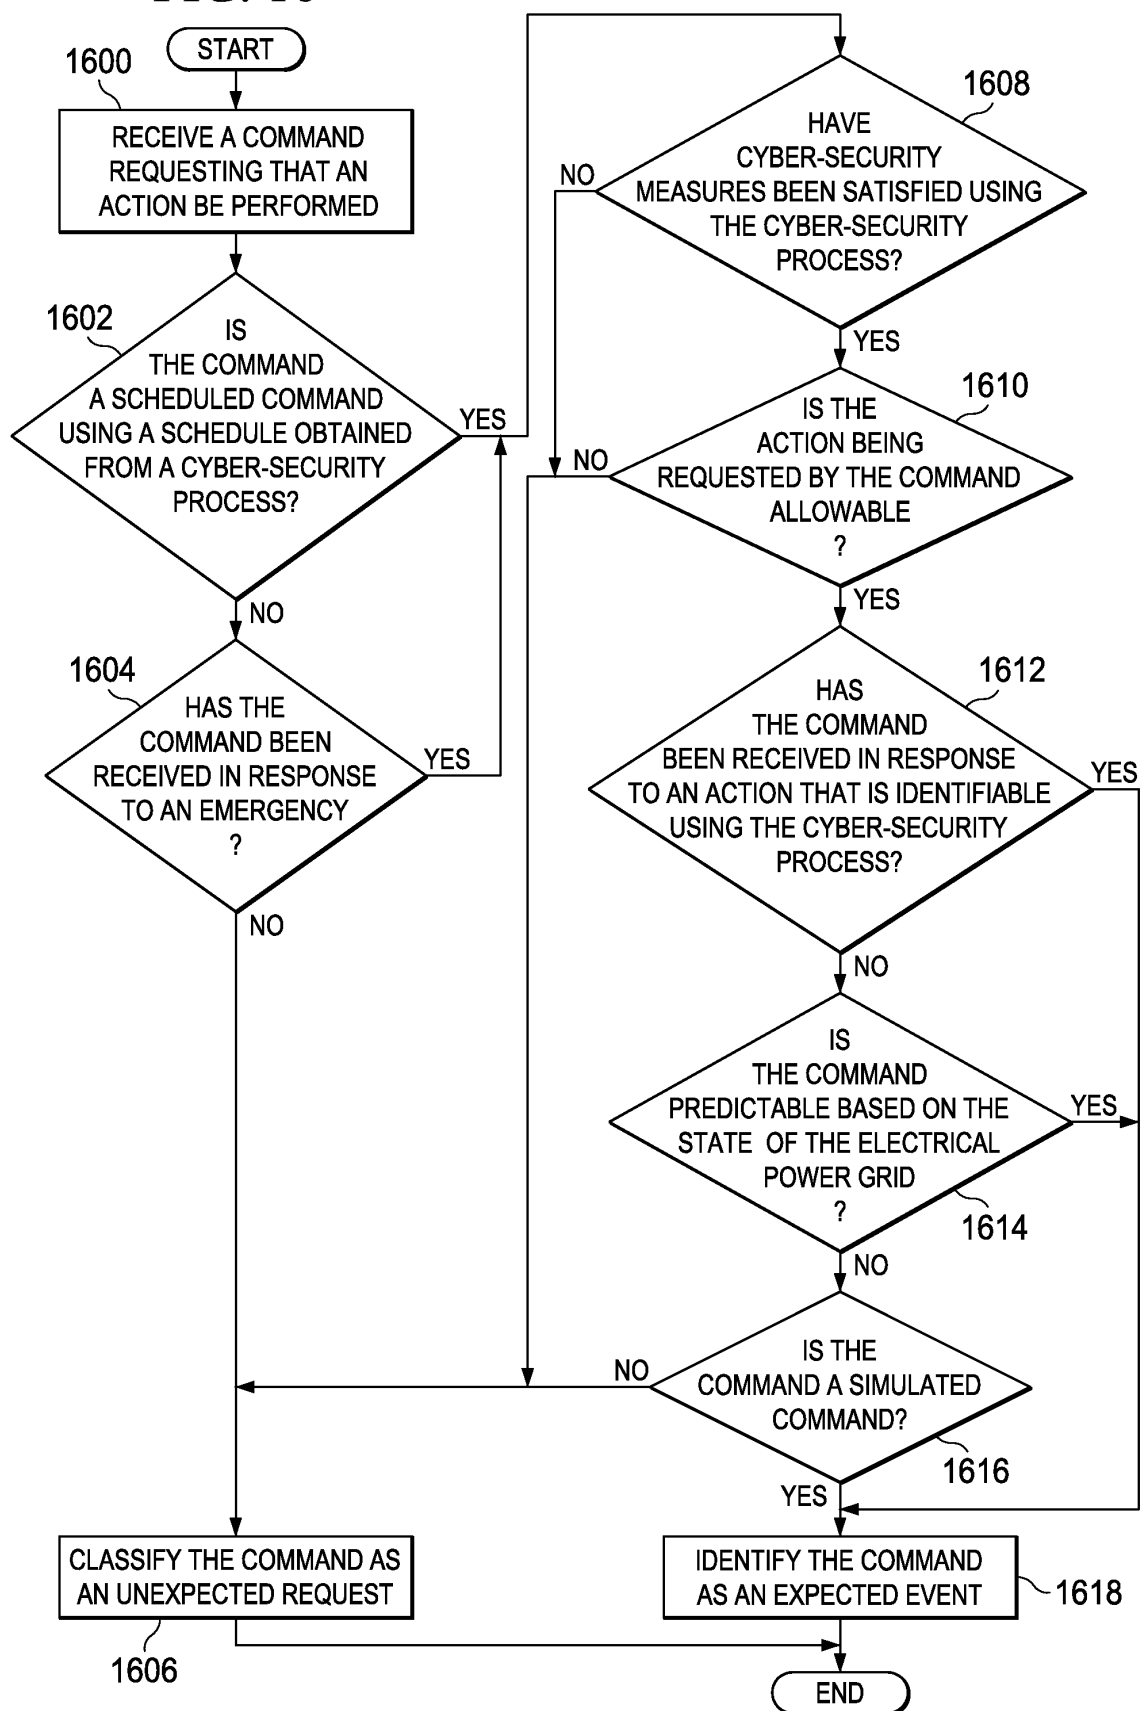 START
1600
RECEIVE A COMMAND
REQUESTING THAT AN
ACTION BE PERFORMED
1602
IS
THE COMMAND
A SCHEDULED COMMAND
USING A SCHEDULE OBTAINED
FROM A CYBER-SECURITY
PROCESS?
YES
NO
1604
HAS THE
COMMAND BEEN
RECEIVED IN RESPONSE
TO AN EMERGENCY
?
YES
NO
1608
HAVE
CYBER-SECURITY
MEASURES BEEN SATISFIED USING
THE CYBER-SECURITY
PROCESS?
NO
YES
1610
IS THE
ACTION BEING
REQUESTED BY THE COMMAND
ALLOWABLE
?
NO
YES
1612
HAS
THE COMMAND
BEEN RECEIVED IN RESPONSE
TO AN ACTION THAT IS IDENTIFIABLE
USING THE CYBER-SECURITY
PROCESS?
YES
NO
IS
THE COMMAND
PREDICTABLE BASED ON THE
STATE OF THE ELECTRICAL
POWER GRID
?
YES
1614
NO
IS THE
COMMAND A SIMULATED
COMMAND?
NO
1616
YES
CLASSIFY THE COMMAND AS
AN UNEXPECTED REQUEST
1606
IDENTIFY THE COMMAND
AS AN EXPECTED EVENT
1618
END